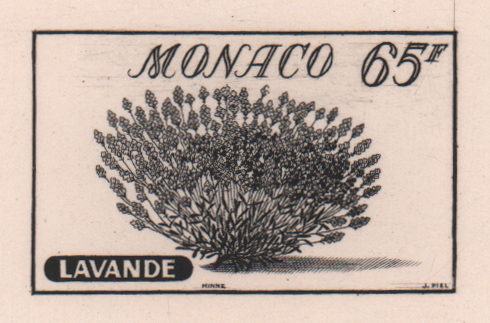 MONACO 65F
LAVANDE
MINNE J. PIEL